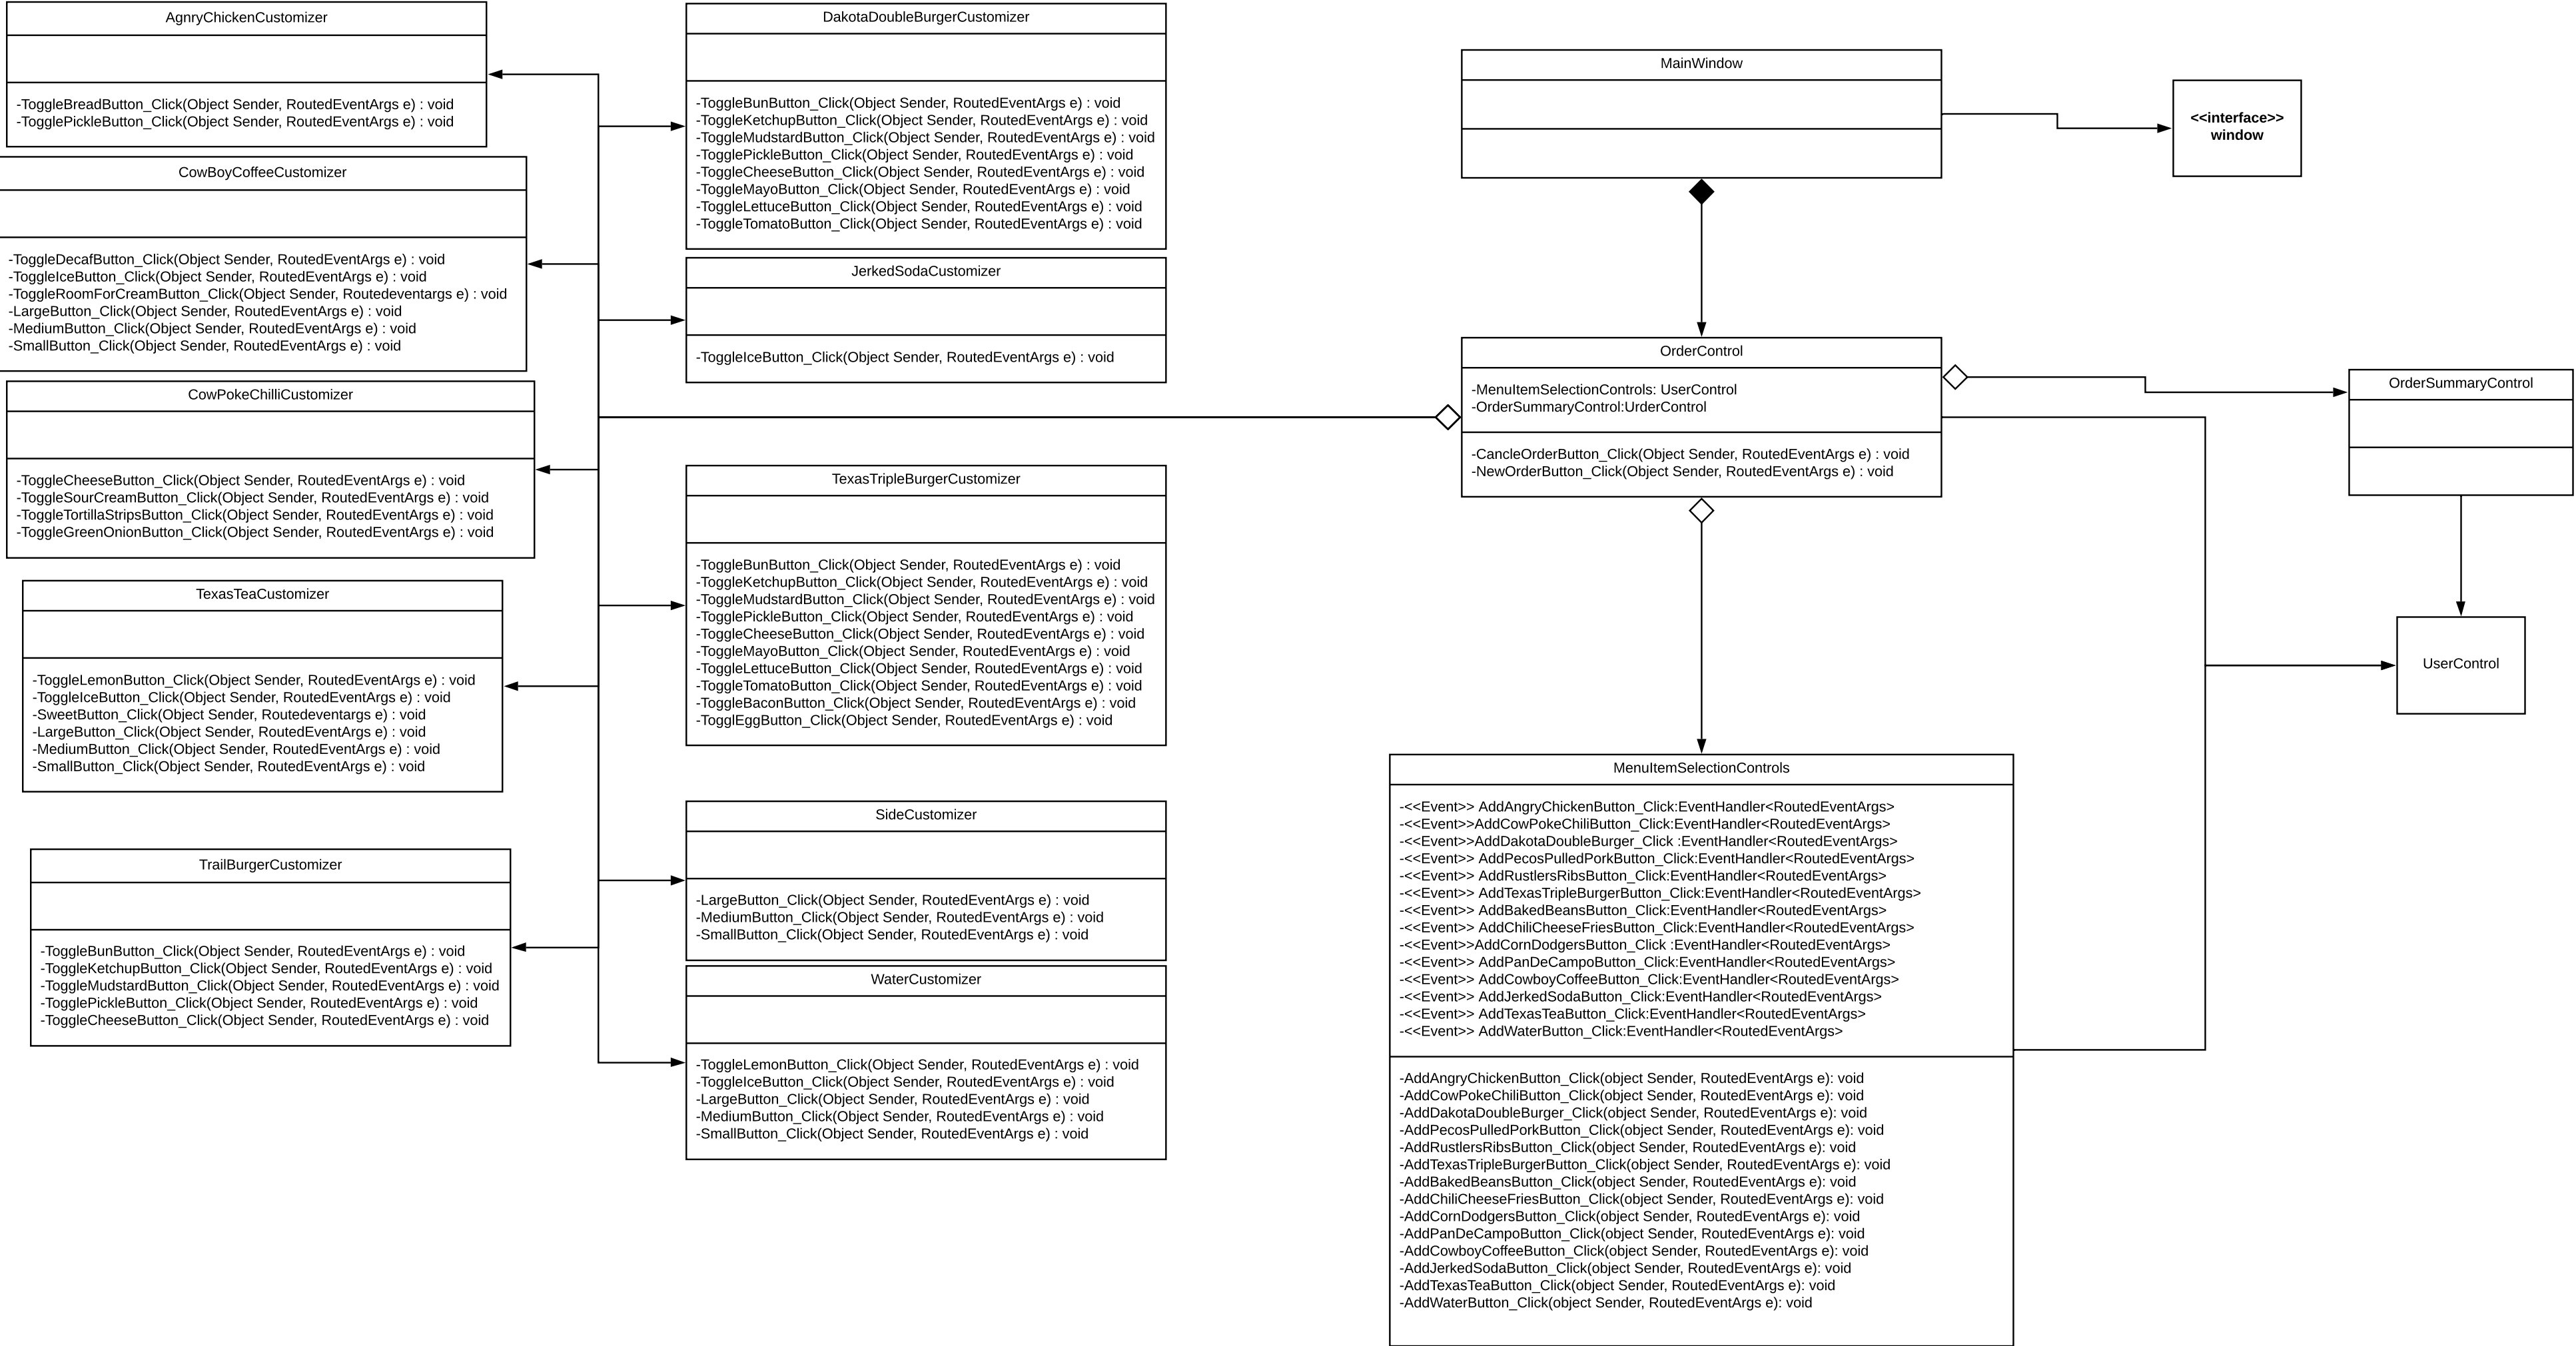 AgnryChickenCustomizer
-ToggleBreadButton_Click(Object Sender, RoutedEventArgs e) : void
-TogglePickleButton_Click(Object Sender, RoutedEventArgs e) : void
CowBoyCoffeeCustomizer
-ToggleDecafButton_Click(Object Sender, RoutedEventArgs e) : void
-ToggleIceButton_Click(Object Sender, RoutedEventArgs e) : void
-ToggleRoomForCreamButton_Click(Object Sender, Routedeventargs e) : void
-LargeButton_Click(Object Sender, RoutedEventArgs e) : void
-MediumButton_Click(Object Sender, RoutedEventArgs e) : void
-SmallButton_Click(Object Sender, RoutedEventArgs e) : void
CowPokeChilliCustomizer
-ToggleCheeseButton_Click(Object Sender, RoutedEventArgs e) : void
-ToggleSourCreamButton_Click(Object Sender, RoutedEventArgs e) : void
-ToggleTortillaStripsButton_Click(Object Sender, RoutedEventArgs e) : void
-ToggleGreenOnionButton_Click(Object Sender, RoutedEventArgs e) : void
TexasTeaCustomizer
-ToggleLemonButton_Click(Object Sender, RoutedEventArgs e) : void
-ToggleIceButton_Click(Object Sender, RoutedEventArgs e) : void
-SweetButton_Click(Object Sender, Routedeventargs e) : void
-LargeButton_Click(Object Sender, RoutedEventArgs e) : void
-MediumButton_Click(Object Sender, RoutedEventArgs e) : void
-SmallButton_Click(Object Sender, RoutedEventArgs e) : void
TrailBurgerCustomizer
-ToggleBunButton_Click(Object Sender, RoutedEventArgs e) : void
-ToggleKetchupButton_Click(Object Sender, RoutedEventArgs e) : void
-ToggleMudstardButton_Click(Object Sender, RoutedEventArgs e) : void
-TogglePickleButton_Click(Object Sender, RoutedEventArgs e) : void
-ToggleCheeseButton_Click(Object Sender, RoutedEventArgs e) : void
DakotaDoubleBurgerCustomizer
-ToggleBunButton_Click(Object Sender, RoutedEventArgs e) : void
-ToggleKetchupButton_Click(Object Sender, RoutedEventArgs e) : void
-ToggleMudstardButton_Click(Object Sender, RoutedEventArgs e) : void
-TogglePickleButton_Click(Object Sender, RoutedEventArgs e) : void
-ToggleCheeseButton_Click(Object Sender, RoutedEventArgs e) : void
-ToggleMayoButton_Click(Object Sender, RoutedEventArgs e) : void
-ToggleLettuceButton_Click(Object Sender, RoutedEventArgs e) : void
-ToggleTomatoButton_Click(Object Sender, RoutedEventArgs e) : void
JerkedSodaCustomizer
-ToggleIceButton_Click(Object Sender, RoutedEventArgs e) : void
TexasTripleBurgerCustomizer
-ToggleBunButton_Click(Object Sender, RoutedEventArgs e) : void
-ToggleKetchupButton_Click(Object Sender, RoutedEventArgs e) : void
-ToggleMudstardButton_Click(Object Sender, RoutedEventArgs e) : void
-TogglePickleButton_Click(Object Sender, RoutedEventArgs e) : void
-ToggleCheeseButton_Click(Object Sender, RoutedEventArgs e) : void
-ToggleMayoButton_Click(Object Sender, RoutedEventArgs e) : void
-ToggleLettuceButton_Click(Object Sender, RoutedEventArgs e) : void
-ToggleTomatoButton_Click(Object Sender, RoutedEventArgs e) : void
-ToggleBaconButton_Click(Object Sender, RoutedEventArgs e) : void
-TogglEggButton_Click(Object Sender, RoutedEventArgs e) : void
SideCustomizer
-LargeButton_Click(Object Sender, RoutedEventArgs e) : void
-MediumButton_Click(Object Sender, RoutedEventArgs e) : void
-SmallButton_Click(Object Sender, RoutedEventArgs e) : void
WaterCustomizer
-ToggleLemonButton_Click(Object Sender, RoutedEventArgs e) : void
-ToggleIceButton_Click(Object Sender, RoutedEventArgs e) : void
-LargeButton_Click(Object Sender, RoutedEventArgs e) : void
-MediumButton_Click(Object Sender, RoutedEventArgs e) : void
-SmallButton_Click(Object Sender, RoutedEventArgs e) : void
MainWindow
<<interface>>
window
OrderControl
-MenuItemSelectionControls: UserControl
-OrderSummaryControl:UrderControl
-CancleOrderButton_Click(Object Sender, RoutedEventArgs e) : void
-NewOrderButton_Click(Object Sender, RoutedEventArgs e) : void
OrderSummaryControl
UserControl
MenuItemSelectionControls
-<<Event>> AddAngryChickenButton_Click:EventHandler<RoutedEventArgs>
-<<Event>>AddCowPokeChiliButton_Click:EventHandler<RoutedEventArgs>
-<<Event>>AddDakotaDoubleBurger_Click :EventHandler<RoutedEventArgs>
-<<Event>> AddPecosPulledPorkButton_Click:EventHandler<RoutedEventArgs>
-<<Event>> AddRustlersRibsButton_Click:EventHandler<RoutedEventArgs>
-<<Event>> AddTexasTripleBurgerButton_Click:EventHandler<RoutedEventArgs>
-<<Event>> AddBakedBeansButton_Click:EventHandler<RoutedEventArgs>
-<<Event>> AddChiliCheeseFriesButton_Click:EventHandler<RoutedEventArgs>
-<<Event>>AddCornDodgersButton_Click :EventHandler<RoutedEventArgs>
-<<Event>> AddPanDeCampoButton_Click:EventHandler<RoutedEventArgs>
-<<Event>> AddCowboyCoffeeButton_Click:EventHandler<RoutedEventArgs>
-<<Event>> AddJerkedSodaButton_Click:EventHandler<RoutedEventArgs>
-<<Event>> AddTexasTeaButton_Click:EventHandler<RoutedEventArgs>
-<<Event>> AddWaterButton_Click:EventHandler<RoutedEventArgs>
-AddAngryChickenButton_Click(object Sender, RoutedEventArgs e): void
-AddCowPokeChiliButton_Click(object Sender, RoutedEventArgs e): void
-AddDakotaDoubleBurger_Click(object Sender, RoutedEventArgs e): void
-AddPecosPulledPorkButton_Click(object Sender, RoutedEventArgs e): void
-AddRustlersRibsButton_Click(object Sender, RoutedEventArgs e): void
-AddTexasTripleBurgerButton_Click(object Sender, RoutedEventArgs e): void
-AddBakedBeansButton_Click(object Sender, RoutedEventArgs e): void
-AddChiliCheeseFriesButton_Click(object Sender, RoutedEventArgs e): void
-AddCornDodgersButton_Click(object Sender, RoutedEventArgs e): void
-AddPanDeCampoButton_Click(object Sender, RoutedEventArgs e): void
-AddCowboyCoffeeButton_Click(object Sender, RoutedEventArgs e): void
-AddJerkedSodaButton_Click(object Sender, RoutedEventArgs e): void
-AddTexasTeaButton_Click(object Sender, RoutedEventArgs e): void
-AddWaterButton_Click(object Sender, RoutedEventArgs e): void